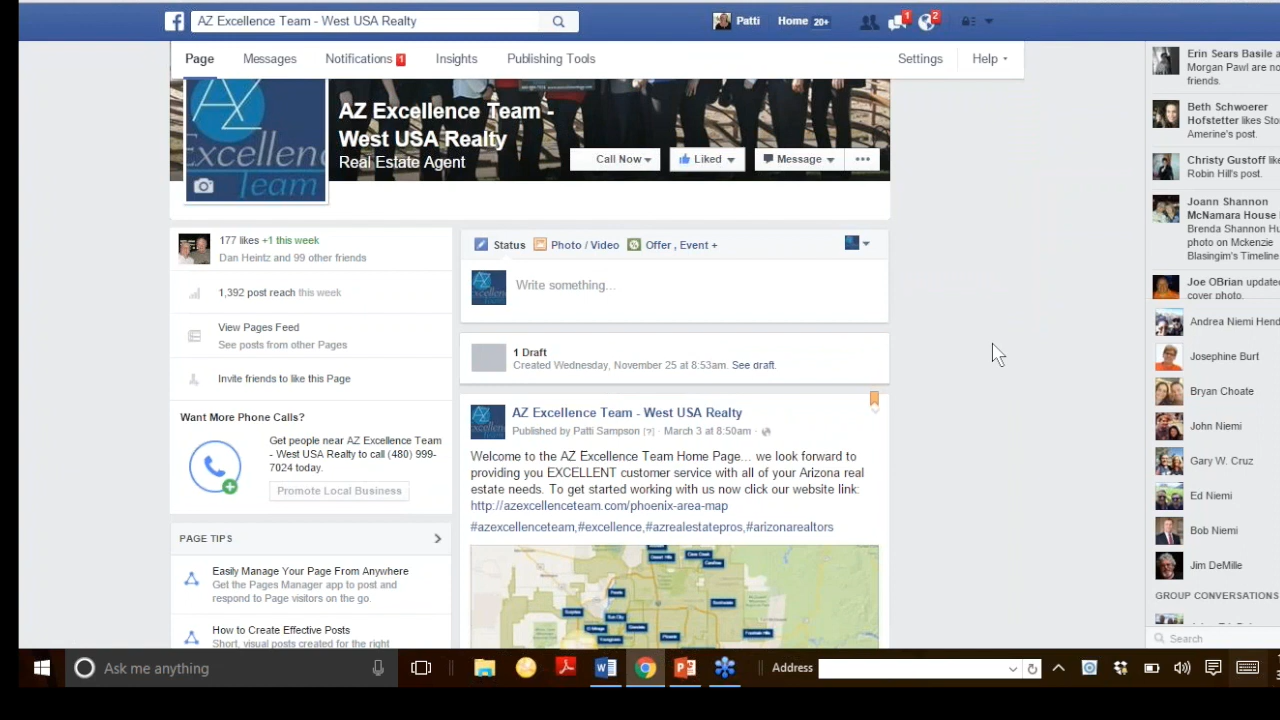 AZ Excellence Team - West USA Realty
Patti
Home 20+
1
2
Page
Messages
Notifications 1
Insights
Publishing Tools
Settings
Help
AZ
Excellen
Team
AZ Excellence Team -
West USA Realty
Real Estate Agent
Call Now
Liked
Message
177 likes +1 this week
Dan Heintz and 99 other friends
1,392 post reach this week
View Pages Feed
See posts from other Pages
Invite friends to like this Page
Want More Phone Calls?
Get people near AZ Excellence Team
- West USA Realty to call (480) 999-
7024 today.
Promote Local Business
PAGE TIPS
Easily Manage Your Page From Anywhere
Get the Pages Manager app to post and
respond to Page visitors on the go.
How to Create Effective Posts
Short, visual posts created for the right
Status
Photo / Video
Offer, Event +
Write something...
1 Draft
Created Wednesday, November 25 at 8:53am. See draft.
AZ Excellence Team - West USA Realty
Published by Patti Sampson [?] · March 3 at 8:50am ·
Welcome to the AZ Excellence Team Home Page... we look forward to
providing you EXCELLENT customer service with all of your Arizona real
estate needs. To get started working with us now click our website link:
http://azexcellenceteam.com/phoenix-area-map
#azexcellenceteam,#excellence,#azrealestatepros,#arizonarealtors
Erin Sears Basile a
Morgan Pawl are no
friends.
Beth Schwoerer
Hofstetter likes Sto
Amerine's post.
Christy Gustoff like
Robin Hill's post.
Joann Shannon
McNamara House
Brenda Shannon Hu
photo on Mckenzie
Blasingim's Timeline
Joe OBrian update
cover photo.
Andrea Niemi Hend
Josephine Burt
Bryan Choate
John Niemi
Gary W. Cruz
Ed Niemi
Bob Niemi
Jim DeMille
GROUP CONVERSATIONS
Search
Ask me anything
Address